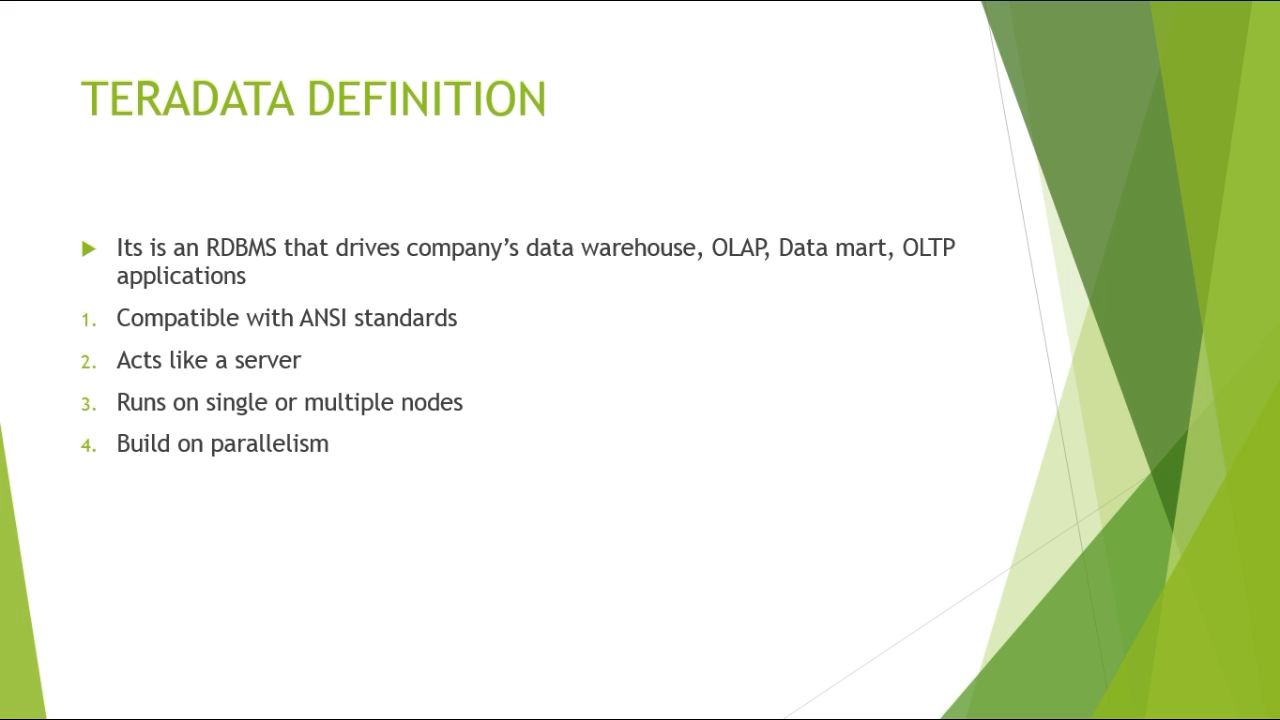 TERADATA DEFINITION
Its is an RDBMS that drives company’s data warehouse, OLAP, Data mart, OLTP
applications
1. Compatible with ANSI standards
2. Acts like a server
3. Runs on single or multiple nodes
4. Build on parallelism